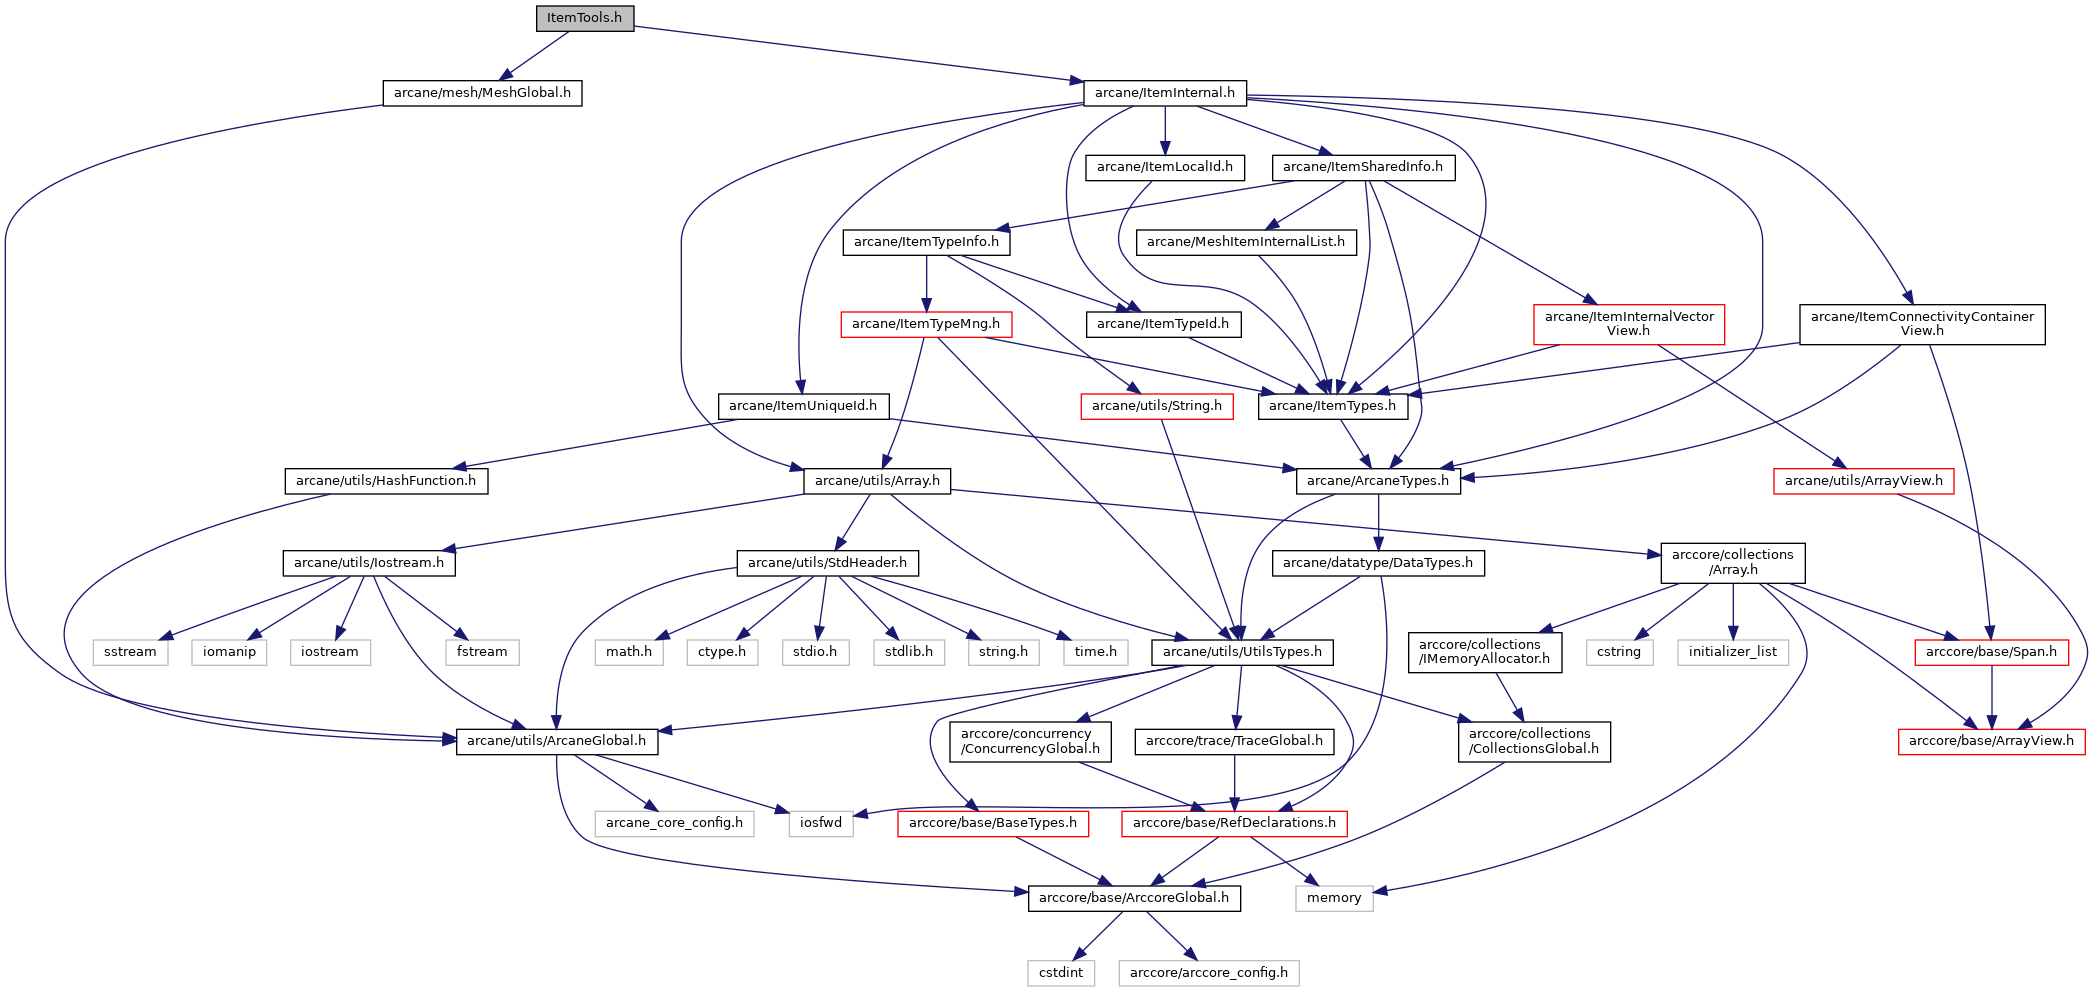 ItemTools.h
arcane/mesh/MeshGlobal.h
arcane/ItemInternal.h
arcane/ItemLocalId.h
arcane/ItemSharedInfo.h
arcane/ItemTypeInfo.h
arcane/MeshItemInternalList.h
arcane/ItemTypeMng.h
arcane/ItemTypeId.h
arcane/ItemInternalVector
View.h
arcane/ItemConnectivityContainer
View.h
arcane/ItemUniqueId.h
arcane/utils/String.h
arcane/ItemTypes.h
arcane/utils/HashFunction.h
arcane/utils/Array.h
arcane/ArcaneTypes.h
arcane/utils/ArrayView.h
arcane/utils/Iostream.h
arcane/utils/StdHeader.h
arcane/datatype/DataTypes.h
arccore/collections
/Array.h
sstream
iomanip
iostream
fstream
math.h
ctype.h
stdio.h
stdlib.h
string.h
time.h
arcane/utils/UtilsTypes.h
arccore/collections
/IMemoryAllocator.h
cstring
initializer_list
arccore/base/Span.h
arcane/utils/ArcaneGlobal.h
arccore/concurrency
/ConcurrencyGlobal.h
arccore/trace/TraceGlobal.h
arccore/collections
/CollectionsGlobal.h
arccore/base/ArrayView.h
arcane_core_config.h
iosfwd
arccore/base/BaseTypes.h
arccore/base/RefDeclarations.h
arccore/base/ArccoreGlobal.h
memory
cstdint
arccore/arccore_config.h